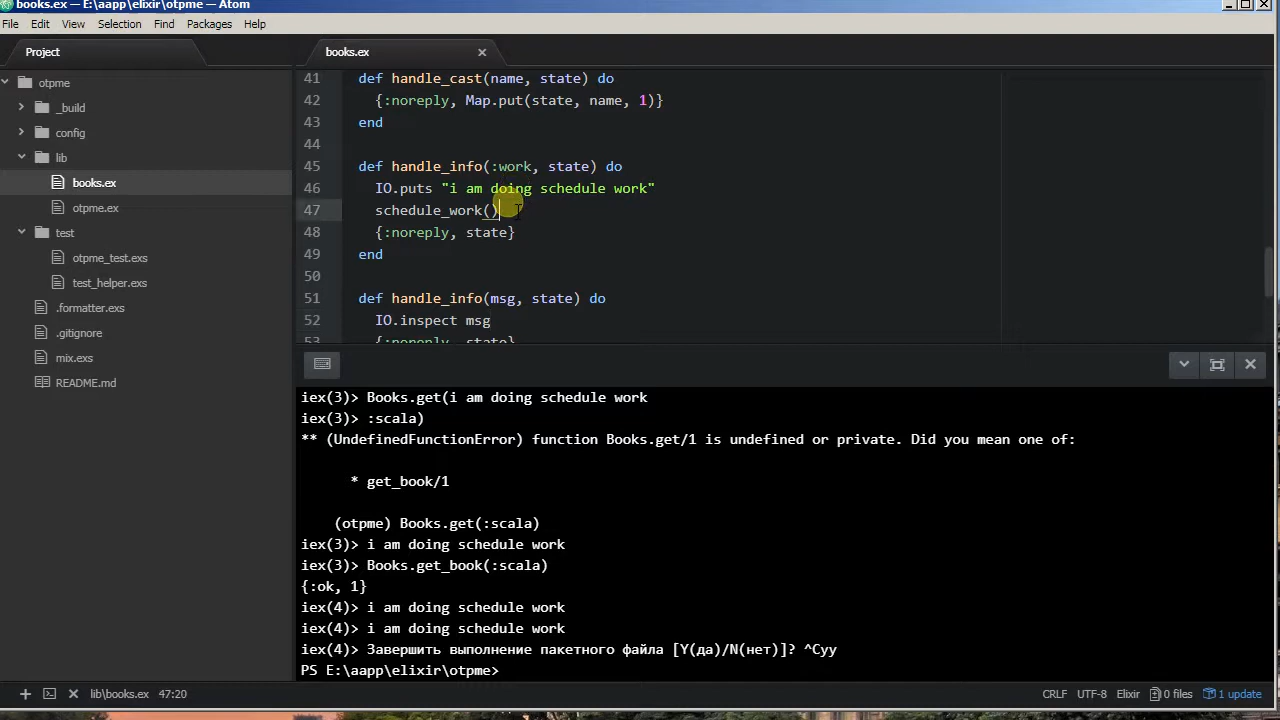 books.ex — E:\aapp\elixir\otpme — Atom
File Edit View Selection Find Packages Help
Project
books.ex
otpme
_build
config
lib
books.ex
otpme.ex
test
otpme_test.exs
test_helper.exs
.formatter.exs
.gitignore
mix.exs
README.md
41 def handle_cast(name, state) do
42 {:noreply, Map.put(state, name, 1)}
43 end
44
45 def handle_info(:work, state) do
46 IO.puts "i am doing schedule work"
47 schedule_work()
48 {:noreply, state}
49 end
50
51 def handle_info(msg, state) do
52 IO.inspect msg
53 {:noreply, state}
iex(3)> Books.get(i am doing schedule work
iex(3)> :scala)
** (UndefinedFunctionError) function Books.get/1 is undefined or private. Did you mean one of:
* get_book/1
(otpme) Books.get(:scala)
iex(3)> i am doing schedule work
iex(3)> Books.get_book(:scala)
{:ok, 1}
iex(4)> i am doing schedule work
iex(4)> i am doing schedule work
iex(4)> Завершить выполнение пакетного файла [Y(да)/N(нет)]? ^Cyy
PS E:\aapp\elixir\otpme>
lib\books.ex 47:20 CRLF UTF-8 Elixir 0 files 1 update